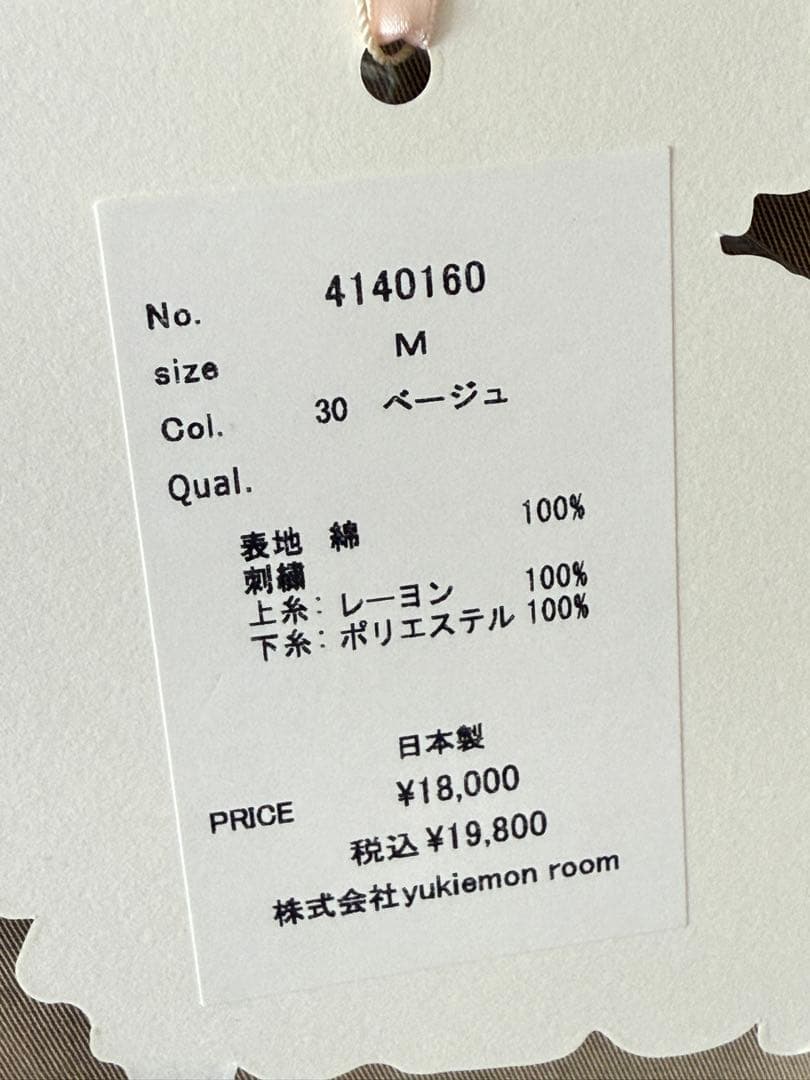 No. 4140160
size M
Col. 30 ベージュ
Qual.
表地 綿 100%
刺繍
上糸: レーヨン 100%
下糸: ポリエステル 100%
日本製
PRICE ¥18,000
税込 ¥19,800
株式会社yukiemon room